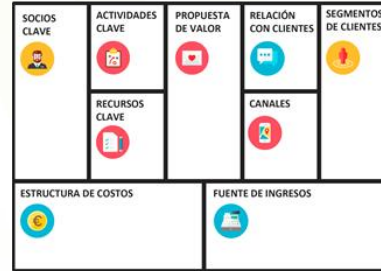 SOCIOS
CLAVE
ACTIVIDADES
CLAVE
PROPUESTA
DE VALOR
RELACIÓN
CON CLIENTES
SEGMENTOS
DE CLIENTES
RECURSOS
CLAVE
CANALES
ESTRUCTURA DE COSTOS
FUENTE DE INGRESOS
€